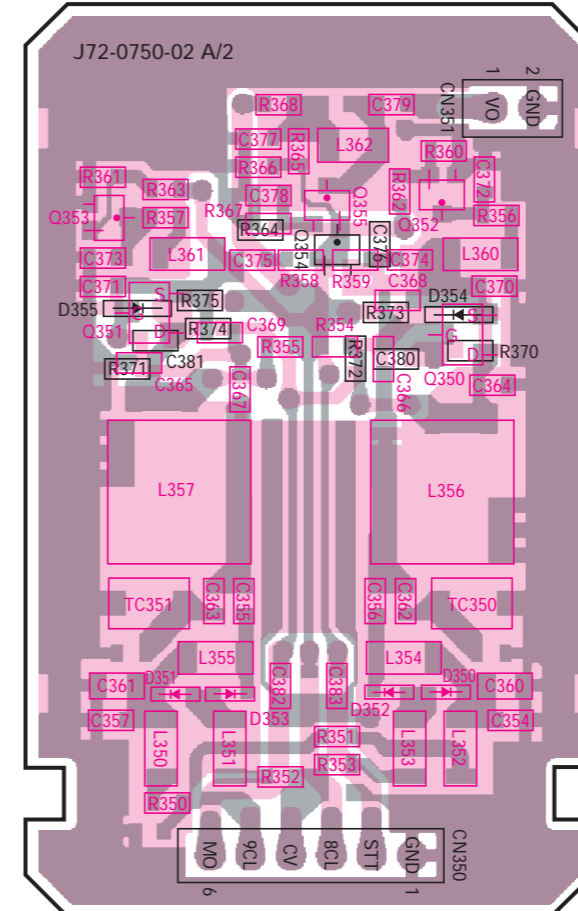 J72-0750-02 A/2
1 2
VO GND
CN351
R368 C379
C377 R365 L362 R360
R366
R361 R363 C378 Q355 R362 C372
Q353 R357 R367 Q352 R356
R364 Q354 C376
C373 L361 C375 R358 R359 C374 L360
C371 C368 C370
D355 S R375 R373 D354 S
G G
Q351 D R374 C369 R354 D R370
R371 C381 R355 R372 C380 Q350
C365 C367 C366 C364
L357 L356
TC351 C363 C355 C356 C362 TC350
L355 L354
C361 D351 C382 C383 D350 C360
C357 D353 D352 C354
L350 L351 R351 L353 L352
R352 R353
R350
MO 9CL CV 8CL STT GND
CN350
6 1